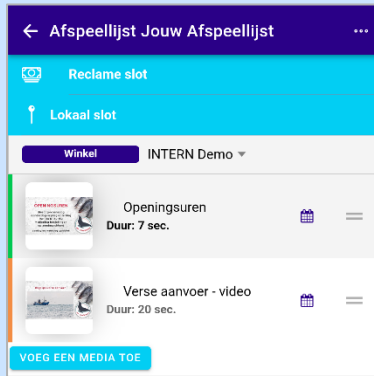 Afspeellijst Jouw Afspeellijst
Reclame slot
Lokaal slot
Winkel INTERN Demo
OPENINGSUREN
Openingsuren
Duur: 7 sec.
Verse aanvoer - video
Duur: 20 sec.
VOEG EEN MEDIA TOE